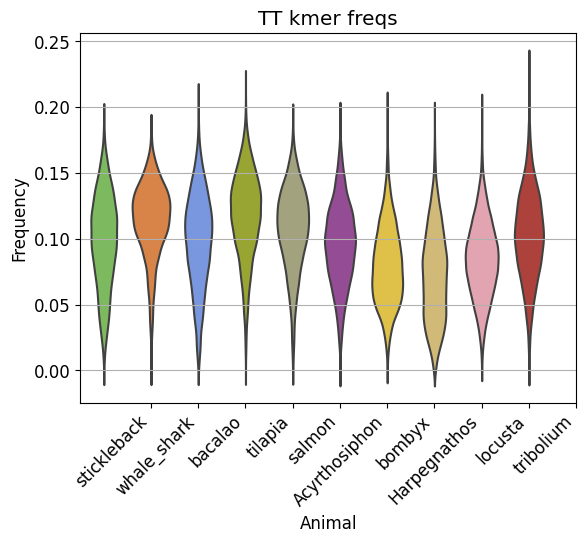 TT kmer freqs
0.25
0.20
0.15
0.10
0.05
0.00
Frequency
stickleback
whale_shark
bacalao
tilapia
salmon
Acyrthosiphon
bombyx
Harpegnathos
locusta
tribolium
Animal